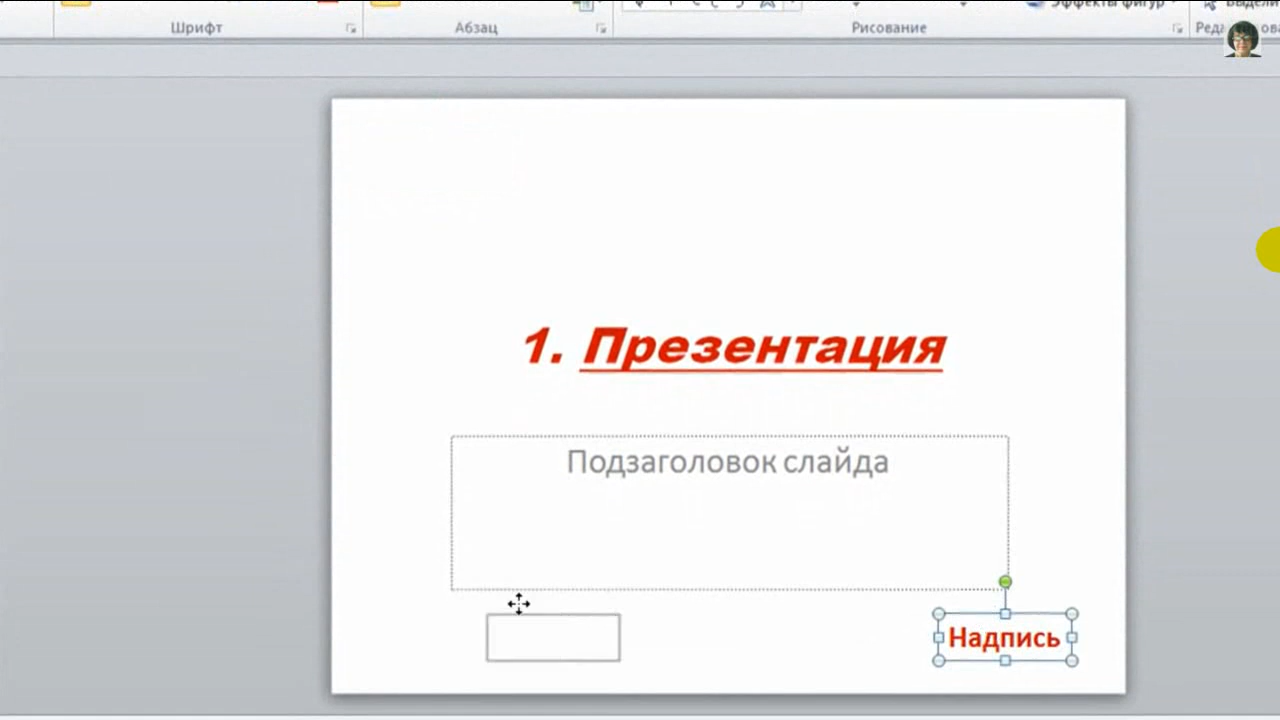 Эффекты фигур
Шрифт
Абзац
Рисование
1. Презентация
Подзаголовок слайда
Надпись